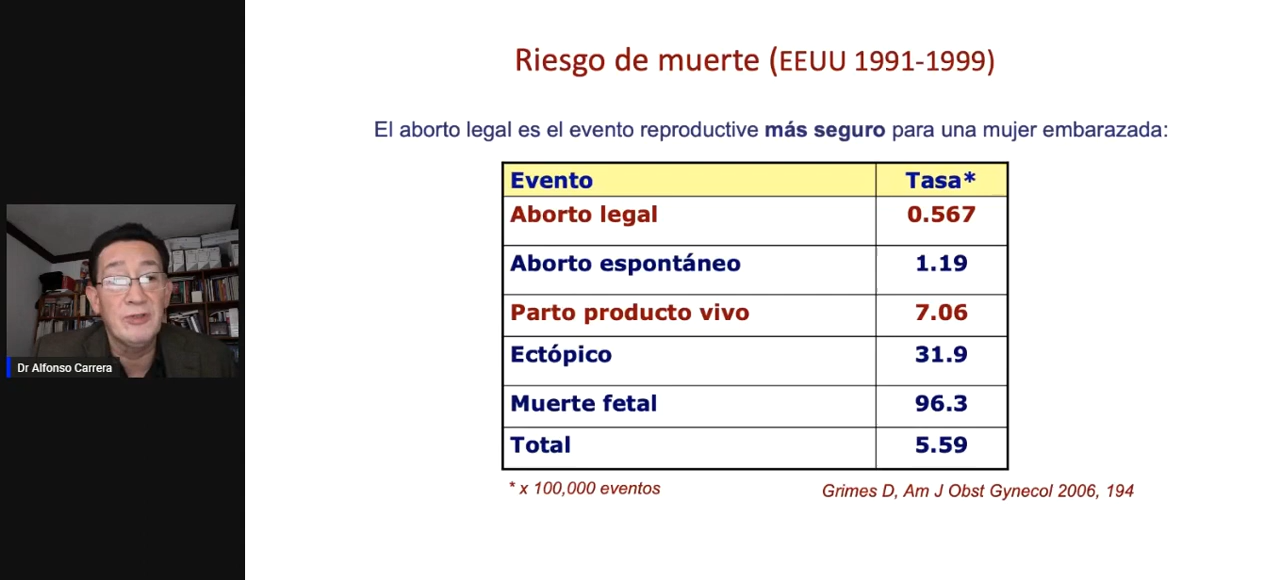 Riesgo de muerte (EEUU 1991-1999)
El aborto legal es el evento reproductive más seguro para una mujer embarazada:
Evento Tasa*
Aborto legal 0.567
Aborto espontáneo 1.19
Parto producto vivo 7.06
Ectópico 31.9
Muerte fetal 96.3
Total 5.59
* x 100,000 eventos Grimes D, Am J Obst Gynecol 2006, 194
Dr Alfonso Carrera